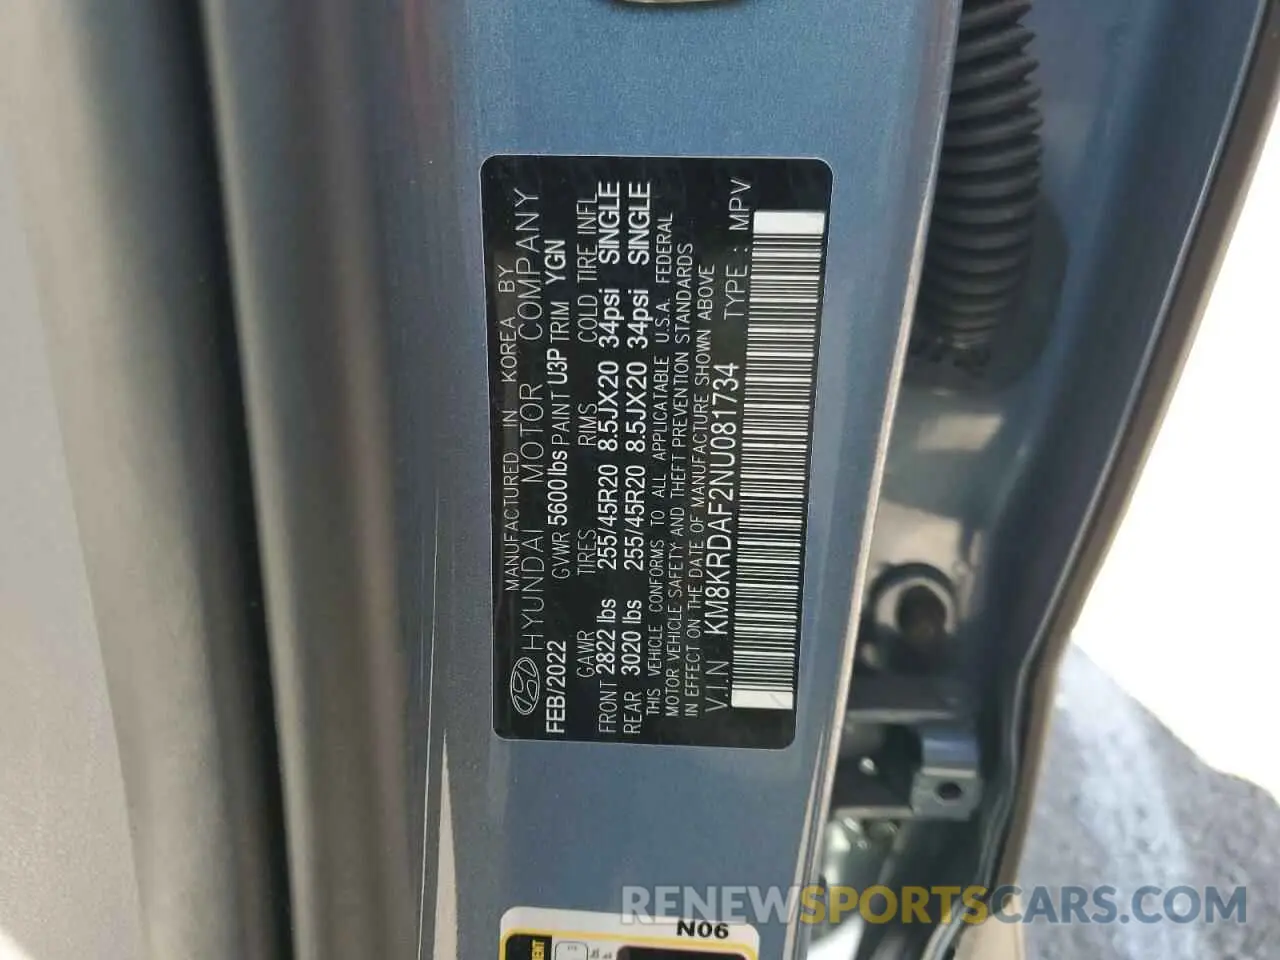 MANUFACTURED IN KOREA BY
HYUNDAI MOTOR COMPANY
FEB/2022 GVWR 5600lbs PAINT U3P TRIM YGN
GAWR TIRES RIMS COLD TIRE INFL
FRONT 2822 lbs 255/45R20 8.5JX20 34psi SINGLE
REAR 3020 lbs 255/45R20 8.5JX20 34psi SINGLE
THIS VEHICLE CONFORMS TO ALL APPLICATABLE U.S.A. FEDERAL
MOTOR VEHICLE SAFETY AND THEFT PREVENTION STANDARDS
IN EFFECT ON THE DATE OF MANUFACTURE SHOWN ABOVE
V.I.N KM8KRDAF2NU081734 TYPE : MPV
N06
RENEWSPORTSCARS.COM